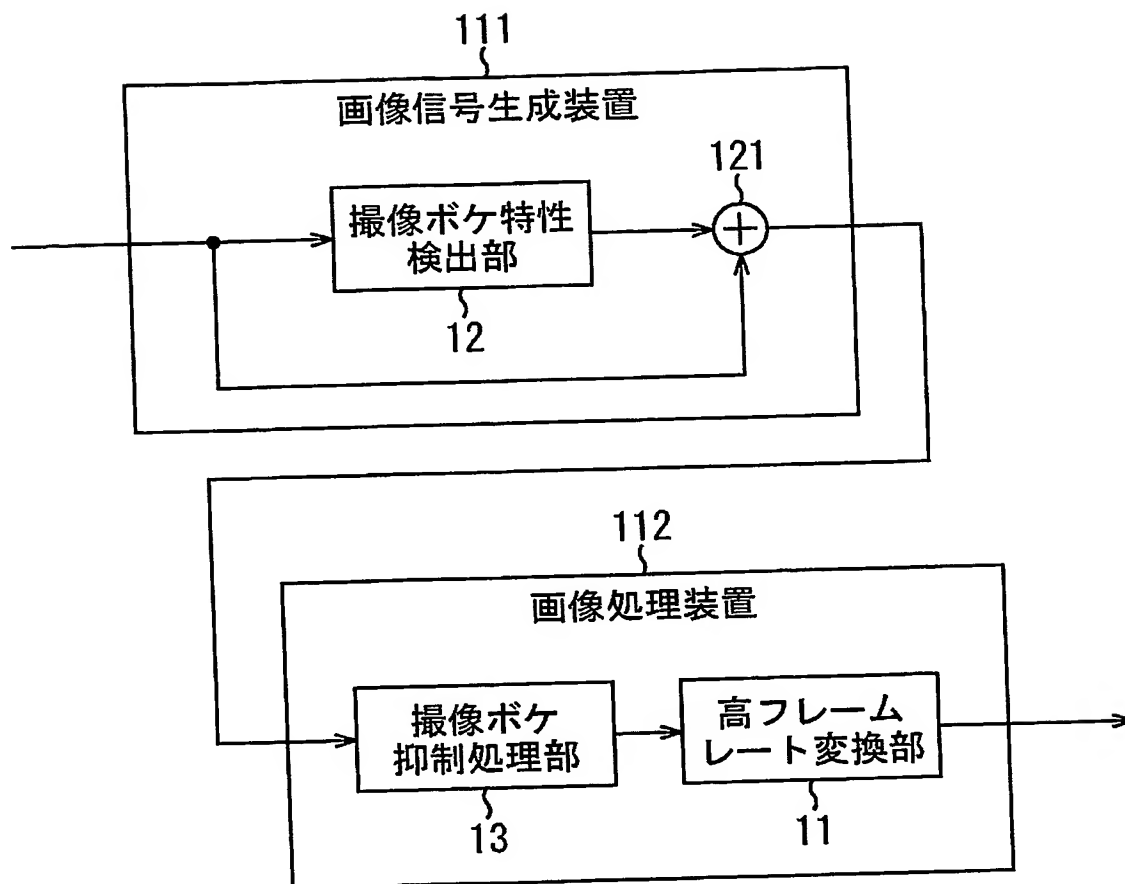 111
画像信号生成装置
121
撮像ボケ特性
検出部
+
12
112
画像処理装置
撮像ボケ
抑制処理部
高フレーム
レート変換部
13
11